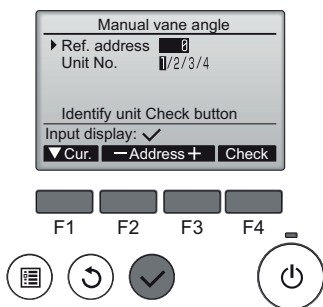 Manual vane angle
Ref. address 0
Unit No. 1/2/3/4
Identify unit Check button
Input display: ✓
▼Cur. －Address＋ Check
F1 F2 F3 F4